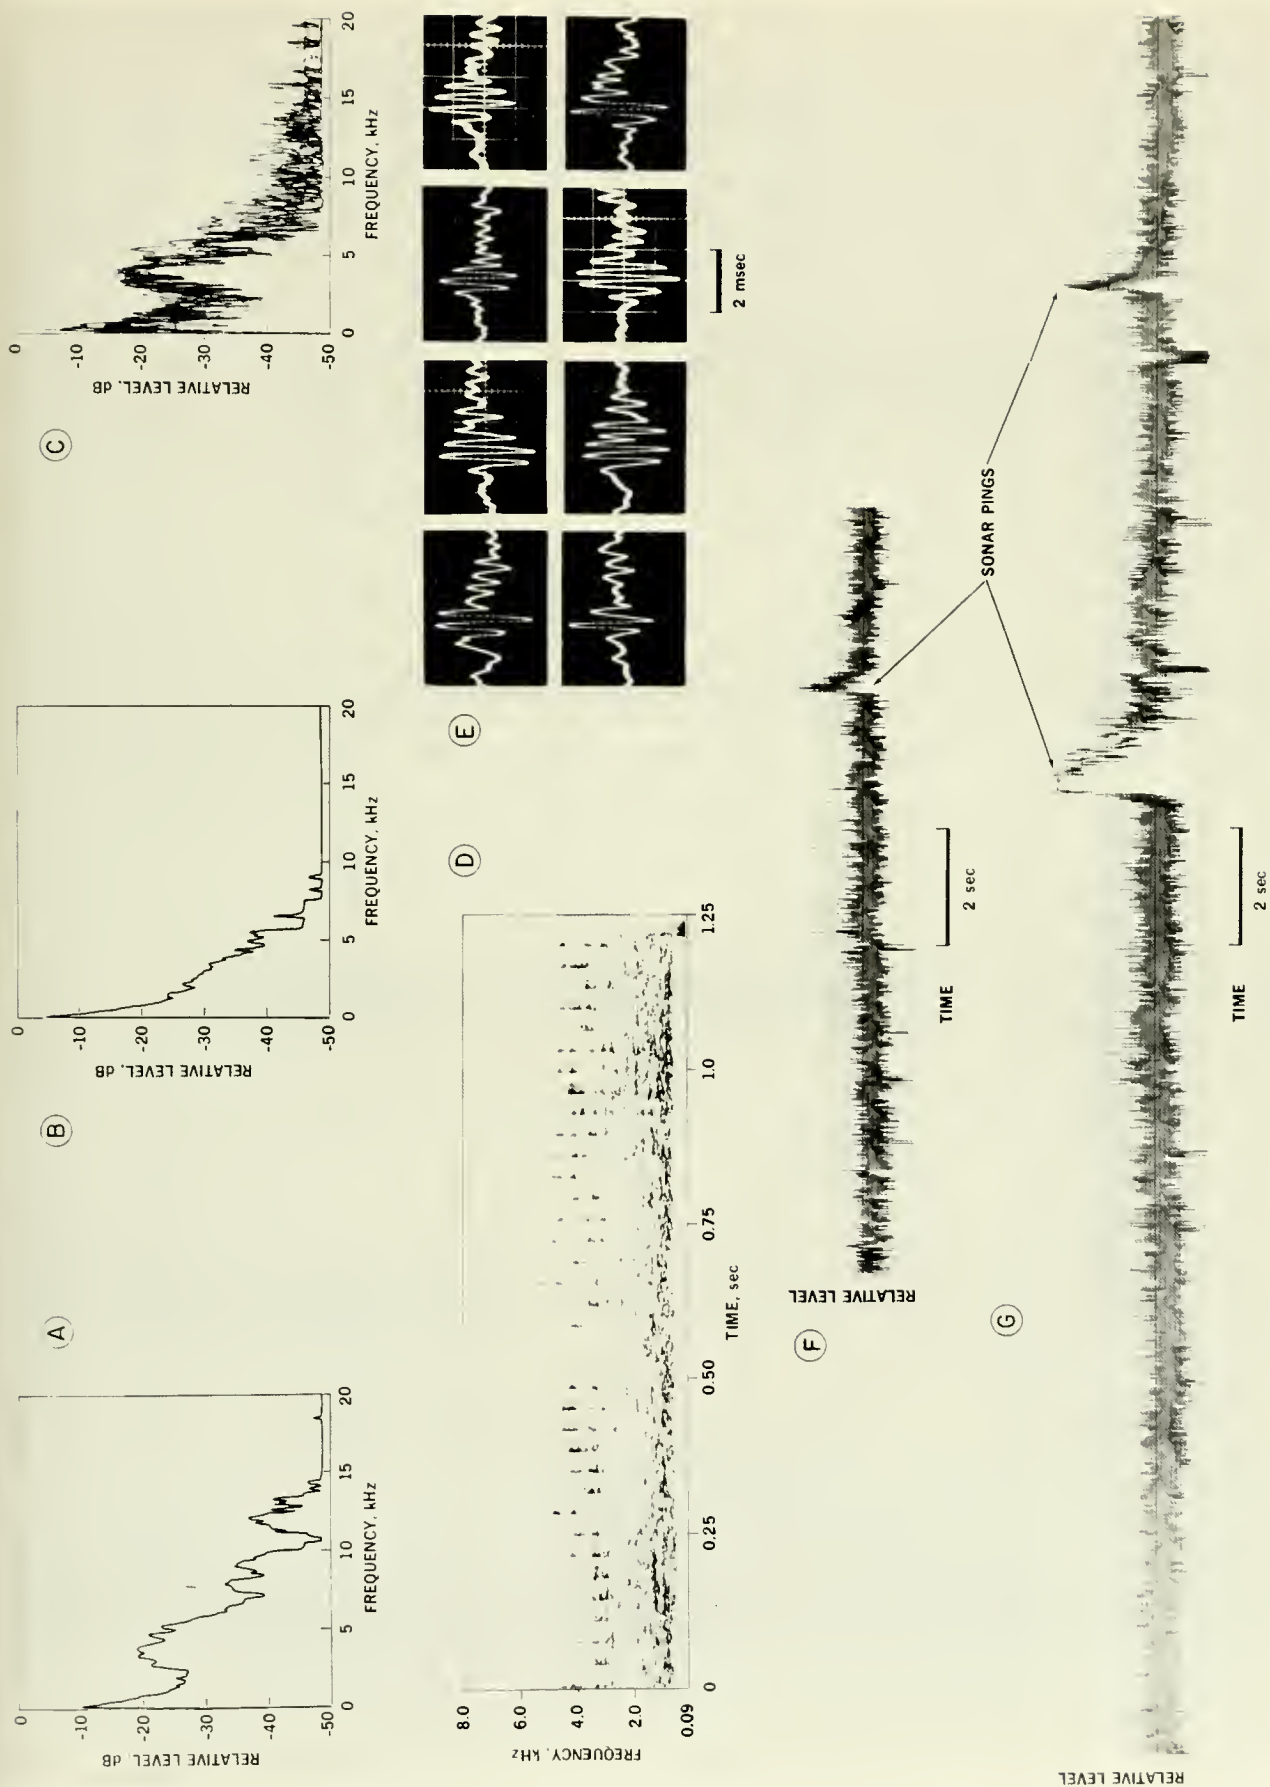 A
RELATIVE LEVEL, dB
0
-10
-20
-30
-40
-50
0
5
10
15
20
FREQUENCY, kHz
B
RELATIVE LEVEL, dB
0
-10
-20
-30
-40
-50
0
5
10
15
20
FREQUENCY, kHz
C
RELATIVE LEVEL, dB
0
-10
-20
-30
-40
-50
0
5
10
15
20
FREQUENCY, kHz
D
FREQUENCY, kHz
8.0
6.0
4.0
2.0
0.09
0
0.25
0.50
0.75
1.0
1.25
TIME, sec
E
2 msec
F
RELATIVE LEVEL
TIME
2 sec
SONAR PINGS
G
RELATIVE LEVEL
TIME
2 sec